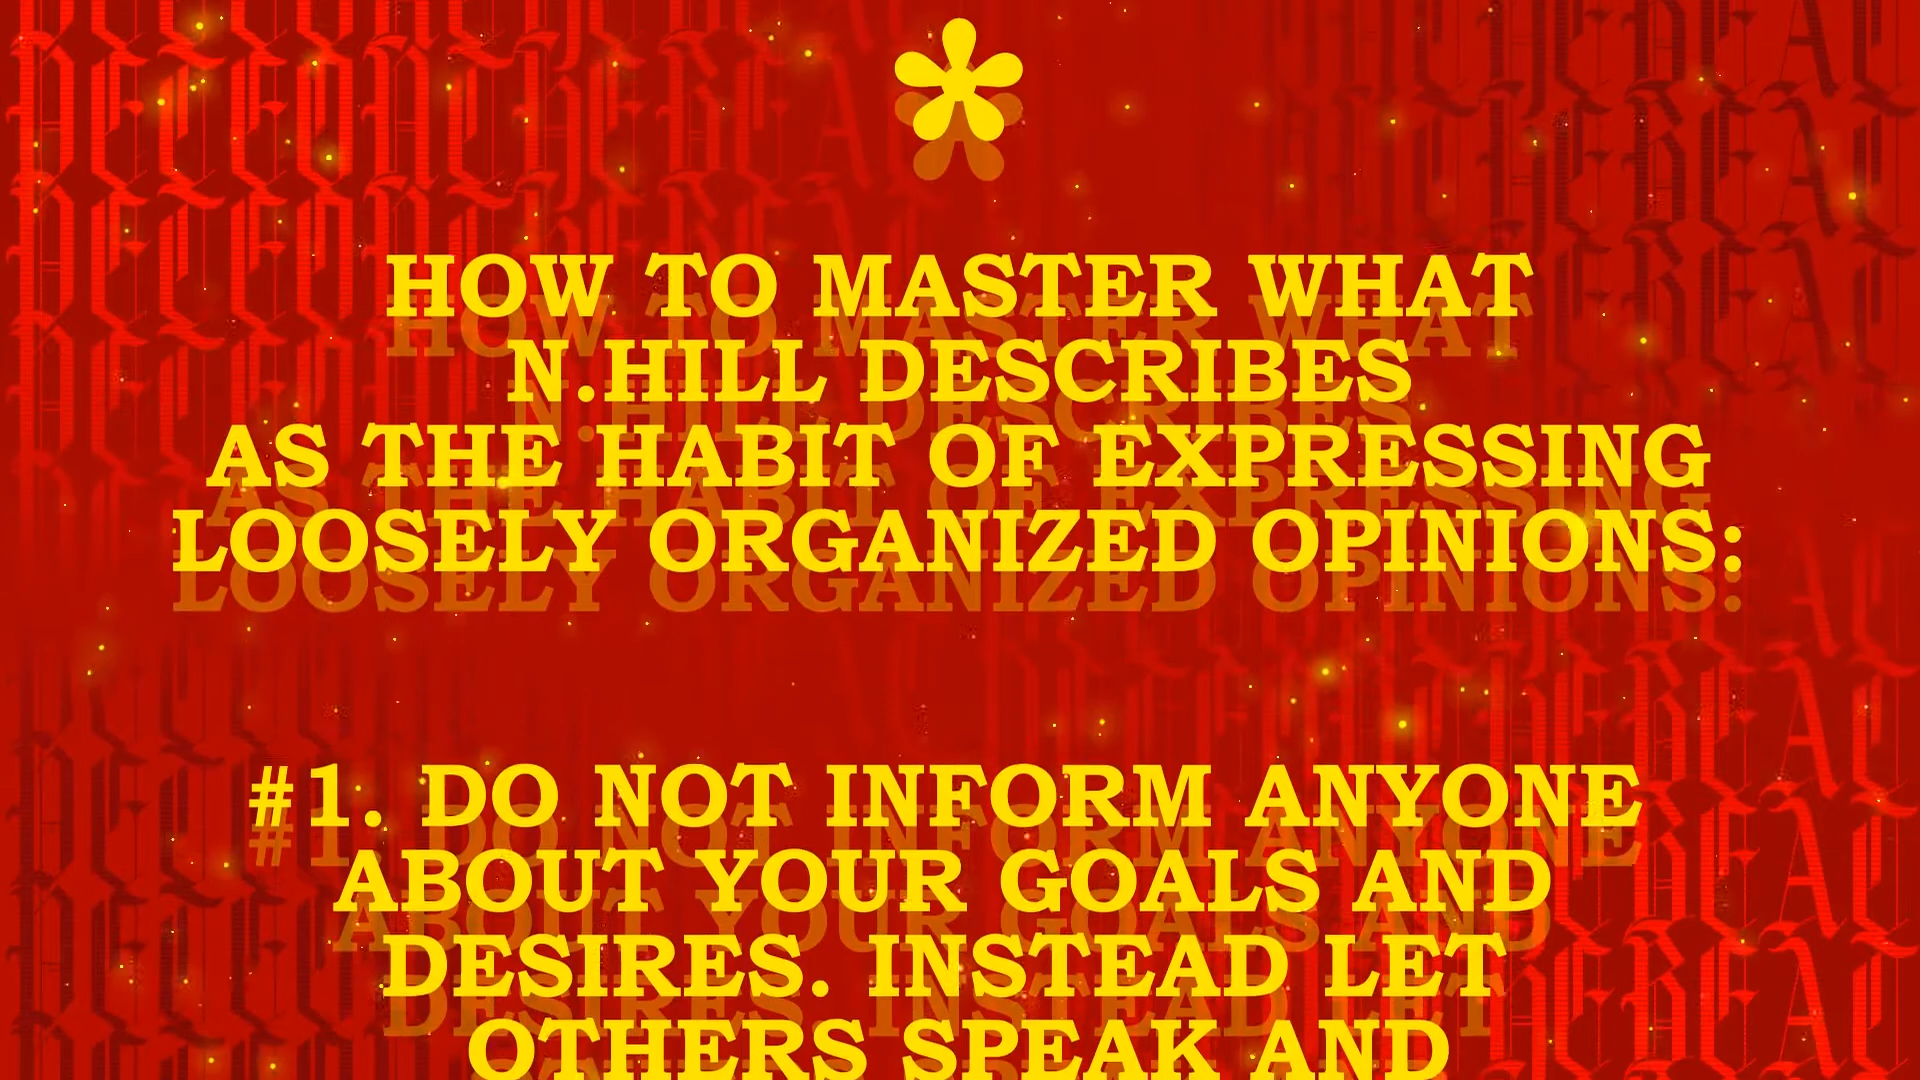 HOW TO MASTER WHAT
N.HILL DESCRIBES
AS THE HABIT OF EXPRESSING
LOOSELY ORGANIZED OPINIONS:
#1. DO NOT INFORM ANYONE
ABOUT YOUR GOALS AND
DESIRES. INSTEAD LET
OTHERS SPEAK AND